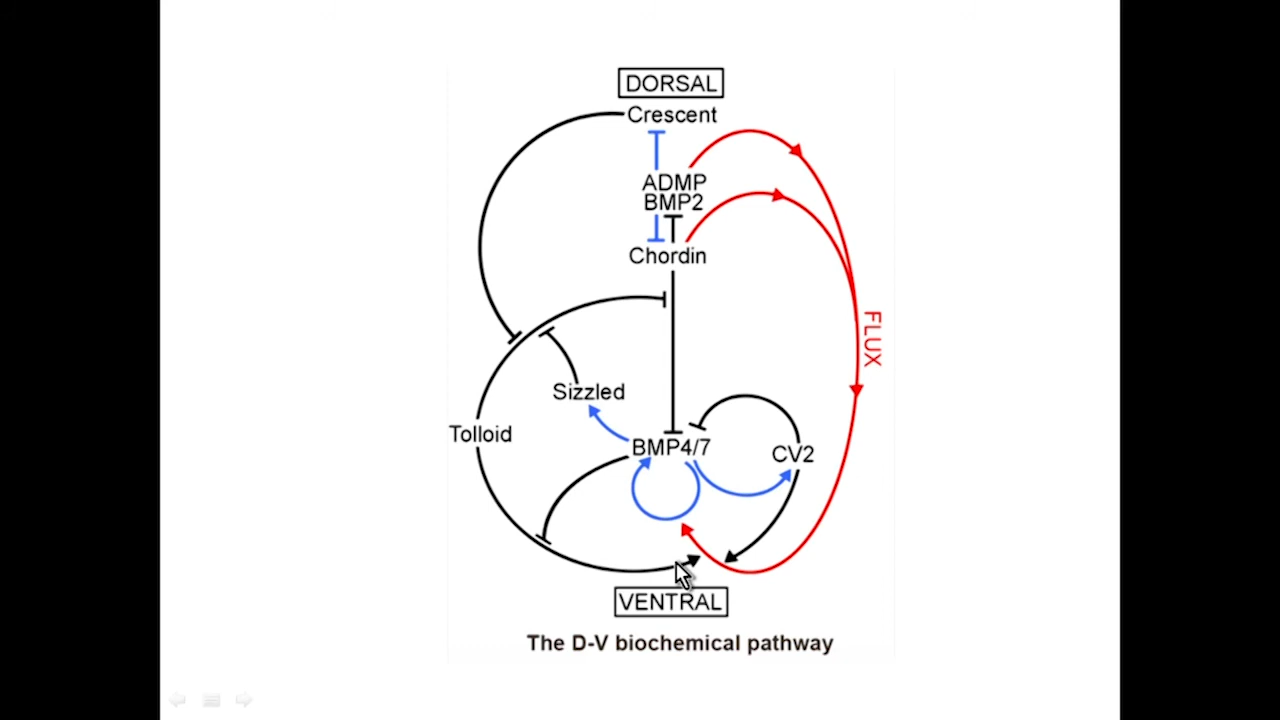 DORSAL
Crescent
ADMP
BMP2
Chordin
FLUX
Sizzled
Tolloid
BMP4/7
CV2
VENTRAL
The D-V biochemical pathway